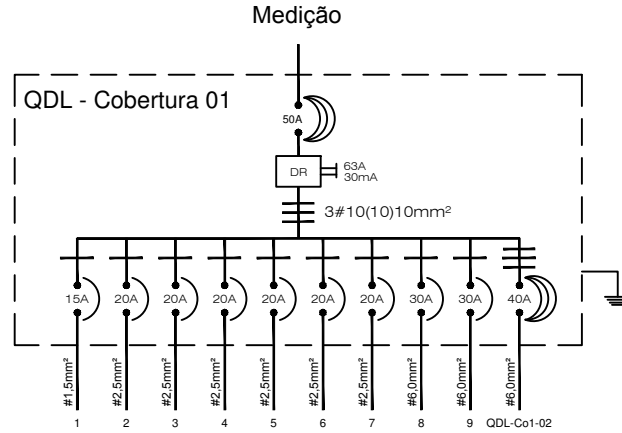 Medição
QDL - Cobertura 01
50A
DR
63A
30mA
3#10(10)10mm²
15A 20A 20A 20A 20A 20A 20A 30A 30A 40A
#1,5mm² #2,5mm² #2,5mm² #2,5mm² #2,5mm² #2,5mm² #2,5mm² #6,0mm² #6,0mm² #6,0mm²
1 2 3 4 5 6 7 8 9 QDL-Co1-02